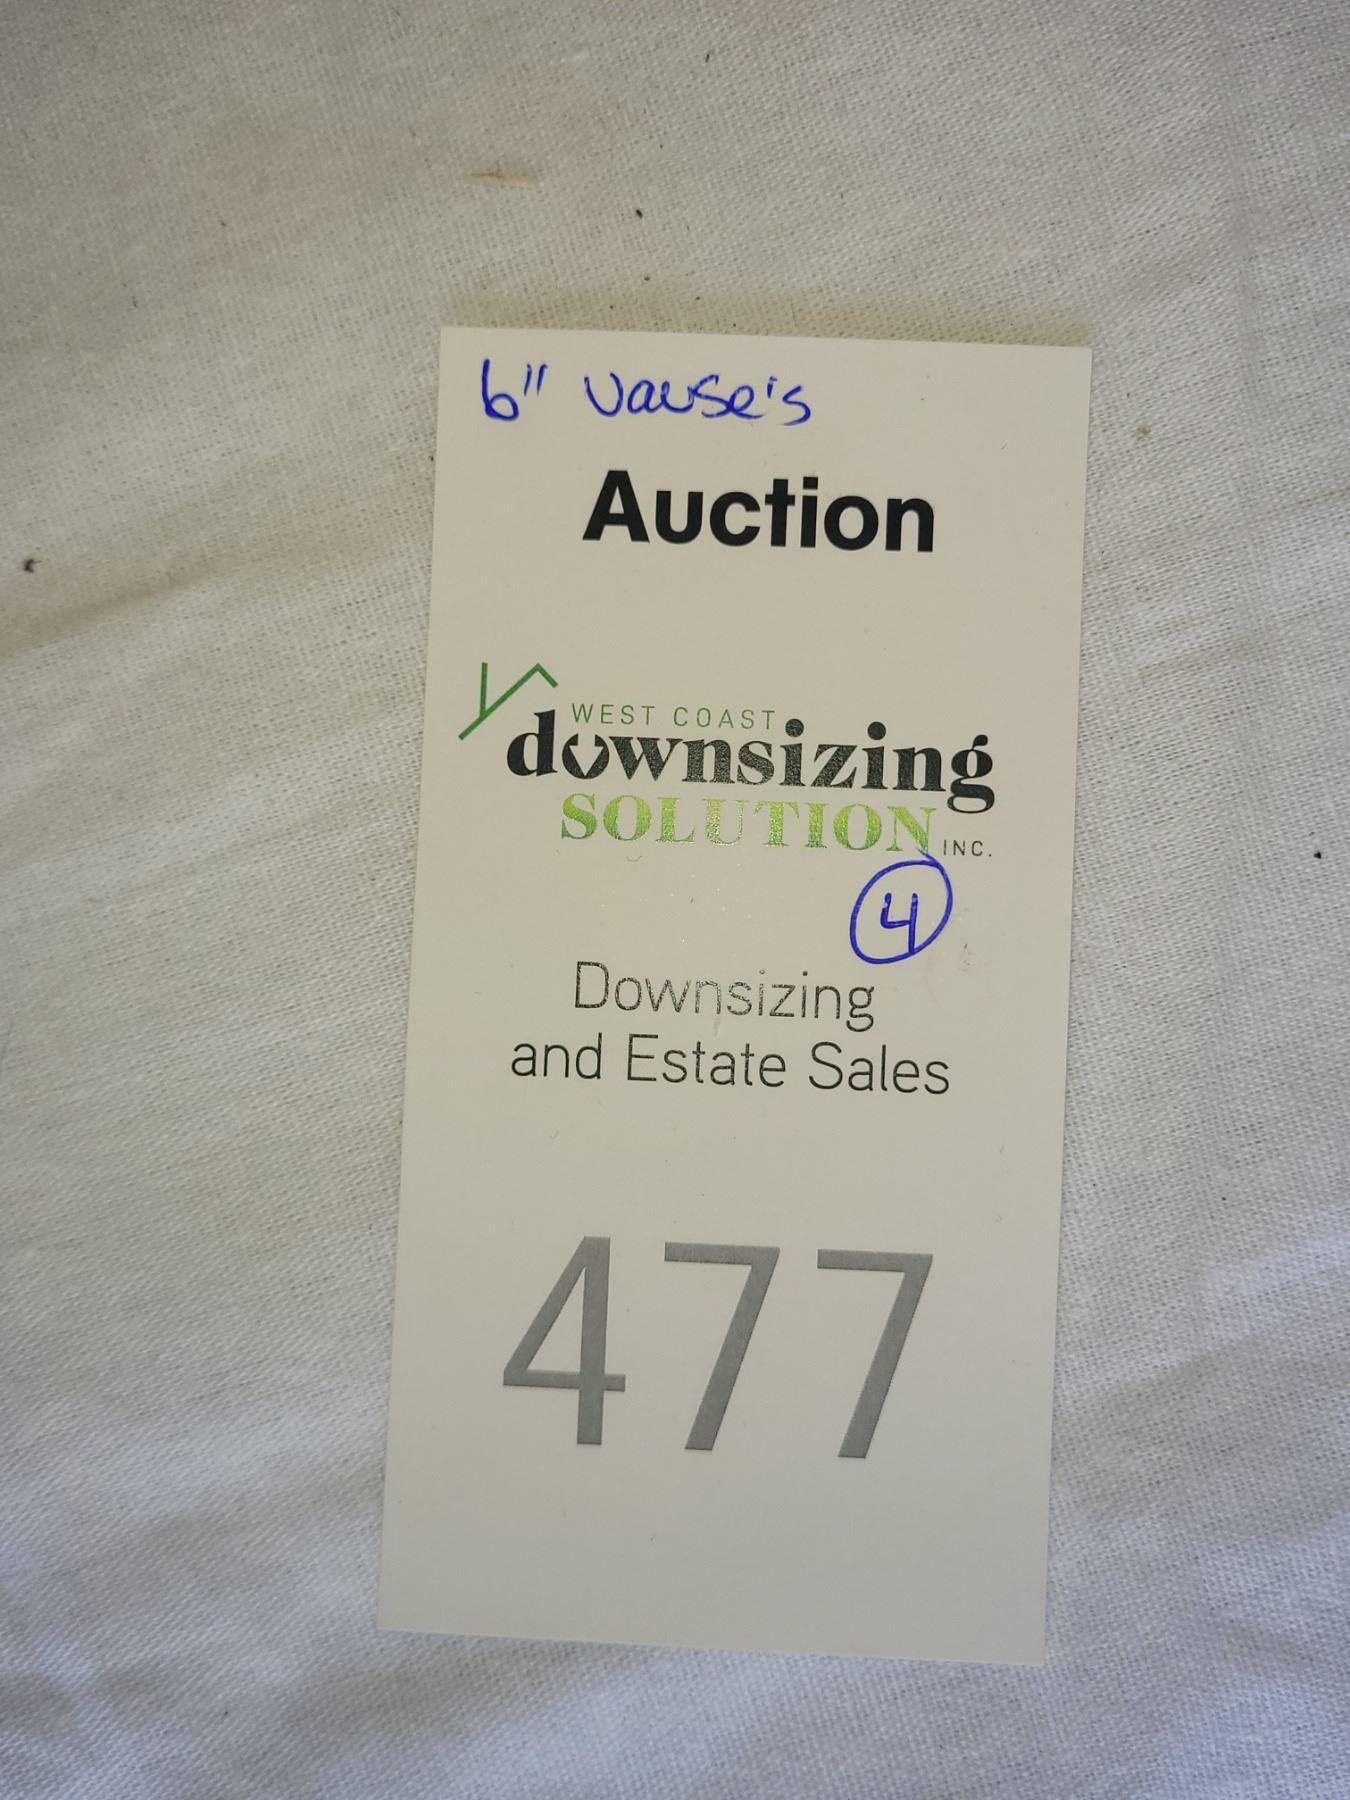 6" vause's
Auction
WEST COAST
downsizing
SOLUTION INC.
4
Downsizing
and Estate Sales
477